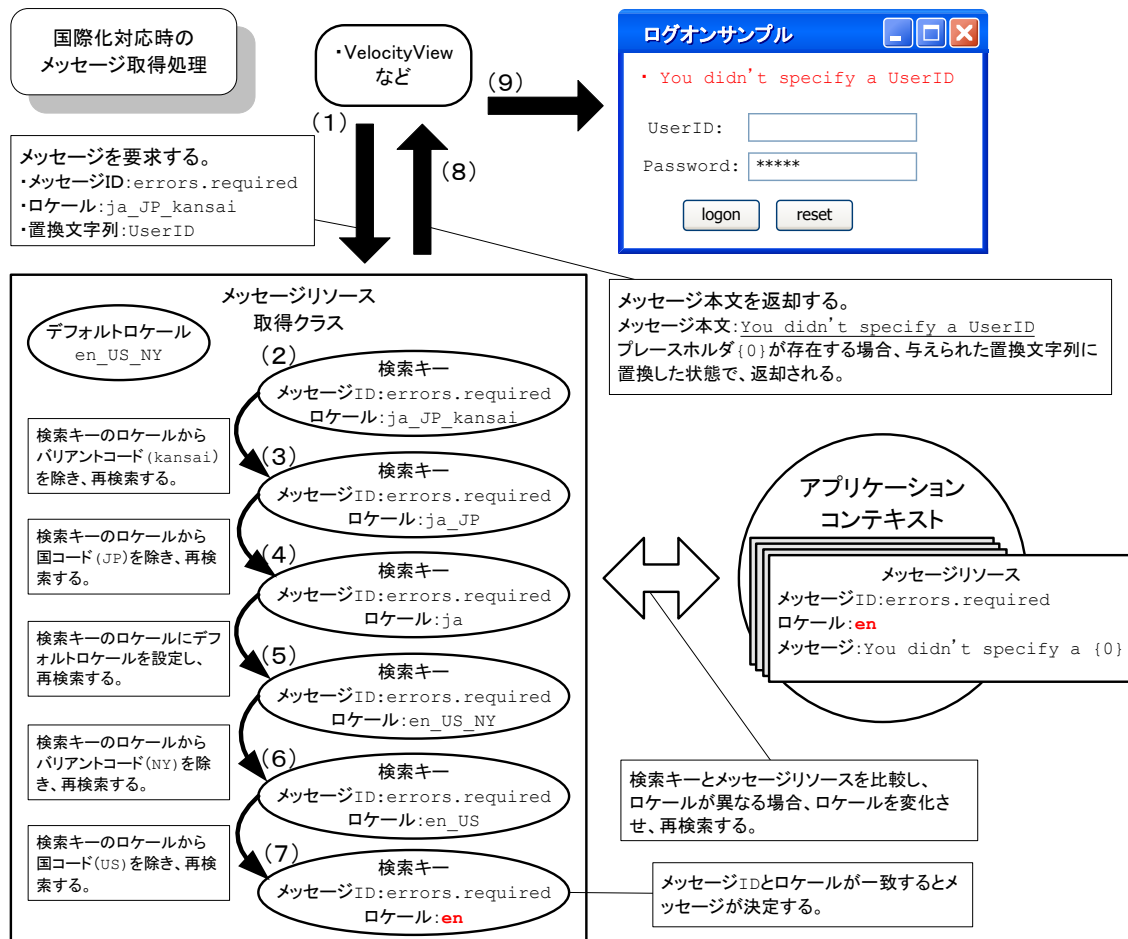 国際化対応時の
メッセージ取得処理
・VelocityView
など
(1)
(8)
(9)
ログオンサンプル
・ You didn't specify a UserID
UserID:
Password: *****
logon reset
メッセージを要求する。
・メッセージID:errors.required
・ロケール:ja_JP_kansai
・置換文字列:UserID
メッセージ本文を返却する。
メッセージ本文:You didn't specify a UserID
プレースホルダ{0}が存在する場合、与えられた置換文字列に
置換した状態で、返却される。
メッセージリソース
取得クラス
デフォルトロケール
en_US_NY
(2)
検索キー
メッセージID:errors.required
ロケール:ja_JP_kansai
検索キーのロケールから
バリアントコード(kansai)
を除き、再検索する。
(3)
検索キー
メッセージID:errors.required
ロケール:ja_JP
検索キーのロケールから
国コード(JP)を除き、再検
索する。
(4)
検索キー
メッセージID:errors.required
ロケール:ja
検索キーのロケールにデフ
ォルトロケールを設定し、
再検索する。
(5)
検索キー
メッセージID:errors.required
ロケール:en_US_NY
検索キーのロケールから
バリアントコード(NY)を除
き、再検索する。
(6)
検索キー
メッセージID:errors.required
ロケール:en_US
検索キーのロケールから
国コード(US)を除き、再検
索する。
(7)
検索キー
メッセージID:errors.required
ロケール:en
アプリケーション
コンテキスト
メッセージリソース
メッセージID:errors.required
ロケール:en
メッセージ:You didn't specify a {0}
検索キーとメッセージリソースを比較し、
ロケールが異なる場合、ロケールを変化さ
せ、再検索する。
メッセージIDとロケールが一致するとメ
ッセージが決定する。